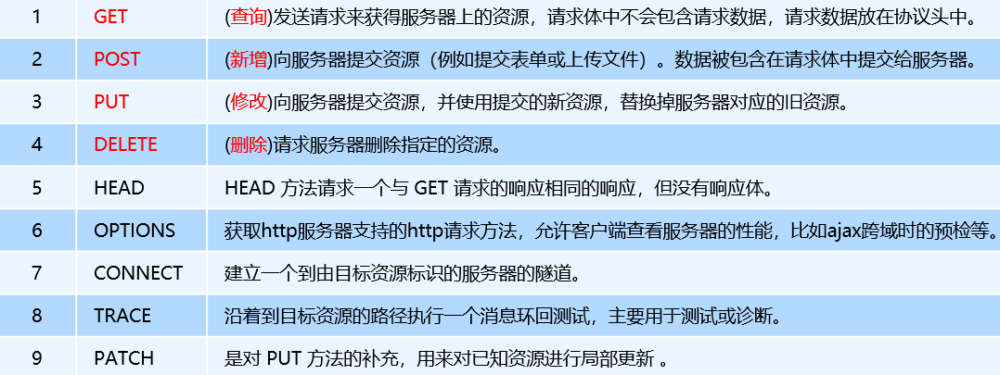 1 GET (查询)发送请求来获得服务器上的资源，请求体中不会包含请求数据，请求数据放在协议头中。
2 POST (新增)向服务器提交资源（例如提交表单或上传文件）。数据被包含在请求体中提交给服务器。
3 PUT (修改)向服务器提交资源，并使用提交的新资源，替换掉服务器对应的旧资源。
4 DELETE (删除)请求服务器删除指定的资源。
5 HEAD HEAD 方法请求一个与 GET 请求的响应相同的响应，但没有响应体。
6 OPTIONS 获取http服务器支持的http请求方法，允许客户端查看服务器的性能，比如ajax跨域时的预检等。
7 CONNECT 建立一个到由目标资源标识的服务器的隧道。
8 TRACE 沿着到目标资源的路径执行一个消息环回测试，主要用于测试或诊断。
9 PATCH 是对 PUT 方法的补充，用来对已知资源进行局部更新 。